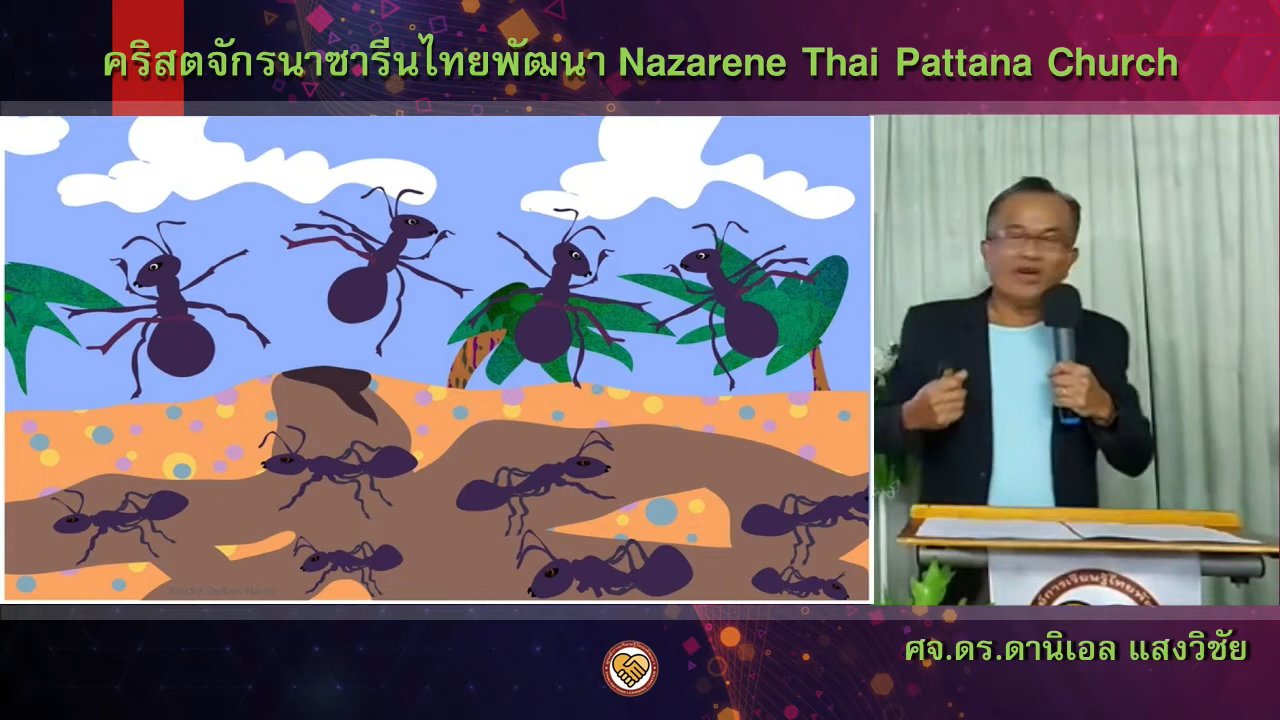 คริสตจักรนาซารีนไทยพัฒนา Nazarene Thai Pattana Church
ศจ.ดร.ดานิเอล แสงวิชัย